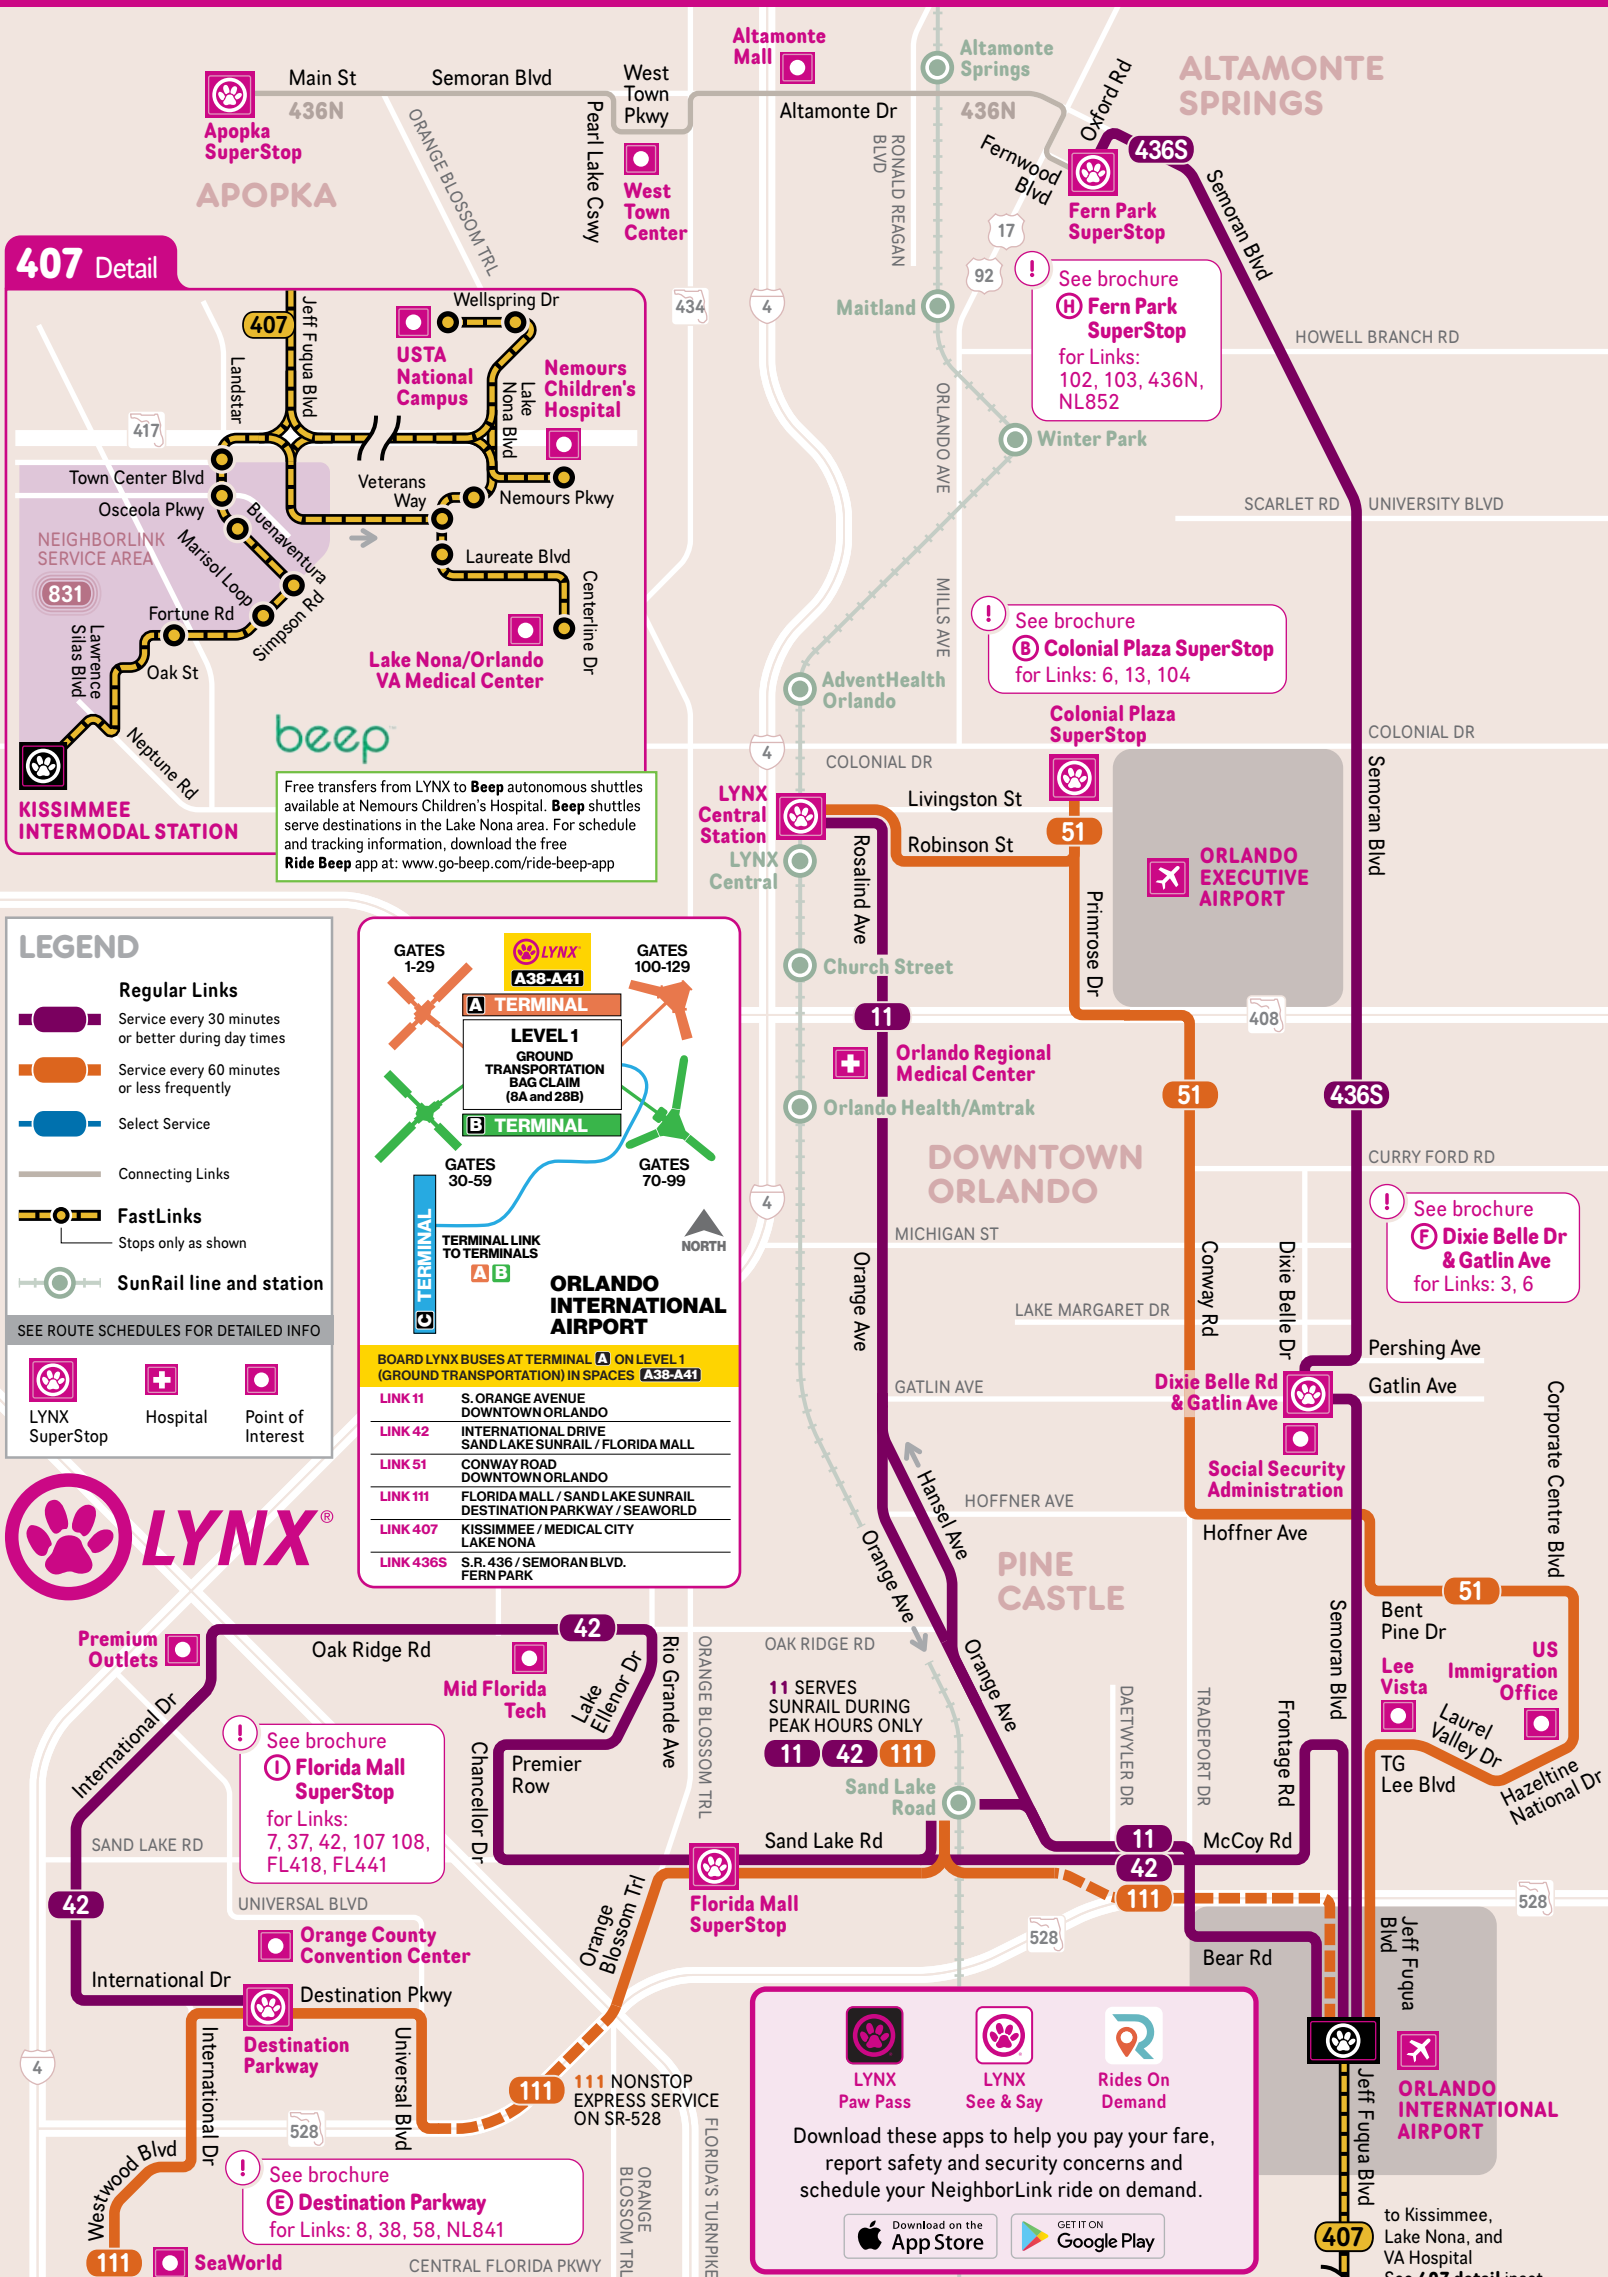 Altamonte
Mall
Altamonte
Springs
ALTAMONTE
SPRINGS
Main St
Semoran Blvd
West
Town
Pkwy
436N
Apopka
SuperStop
APOPKA
ORANGE BLOSSOM TRL
Pearl Lake Cswy
West
Town
Center
Altamonte Dr
436N
RONALD REAGAN
BLVD
Oxford Rd
Fernwood
Blvd
436S
Semoran Blvd
Fern Park
SuperStop
17
92
434
4
Maitland
! See brochure
H Fern Park
SuperStop
for Links:
102, 103, 436N,
NL852
HOWELL BRANCH RD
ORLANDO AVE
Winter Park
SCARLET RD
UNIVERSITY BLVD
MILLS AVE
407 Detail
407
Jeff Fuqua Blvd
Wellspring Dr
USTA
National
Campus
Lake
Nona Blvd
Nemours
Children's
Hospital
Landstar
417
Town Center Blvd
Osceola Pkwy
Veterans
Way
Nemours Pkwy
NEIGHBORLINK
SERVICE AREA
831
Buenaventura
Marisol Loop
Simpson Rd
Fortune Rd
Laureate Blvd
Centerline Dr
Lawrence
Silas Blvd
Oak St
Lake Nona/Orlando
VA Medical Center
Neptune Rd
KISSIMMEE
INTERMODAL STATION
beep
Free transfers from LYNX to Beep autonomous shuttles
available at Nemours Children's Hospital. Beep shuttles
serve destinations in the Lake Nona area. For schedule
and tracking information, download the free
Ride Beep app at: www.go-beep.com/ride-beep-app
! See brochure
B Colonial Plaza SuperStop
for Links: 6, 13, 104
AdventHealth
Orlando
Colonial Plaza
SuperStop
4
COLONIAL DR
COLONIAL DR
LYNX
Central
Station
Livingston St
Robinson St
51
LYNX
Central
Rosalind Ave
Primrose Dr
ORLANDO
EXECUTIVE
AIRPORT
Semoran Blvd
Church Street
11
408
Orlando Regional
Medical Center
Orlando Health/Amtrak
51
436S
DOWNTOWN
ORLANDO
CURRY FORD RD
4
MICHIGAN ST
! See brochure
F Dixie Belle Dr
& Gatlin Ave
for Links: 3, 6
Orange Ave
Conway Rd
Dixie Belle Dr
LAKE MARGARET DR
Pershing Ave
GATLIN AVE
Dixie Belle Rd
& Gatlin Ave
Gatlin Ave
Corporate Centre Blvd
Social Security
Administration
LEGEND
Regular Links
Service every 30 minutes
or better during day times
Service every 60 minutes
or less frequently
Select Service
Connecting Links
FastLinks
Stops only as shown
SunRail line and station
SEE ROUTE SCHEDULES FOR DETAILED INFO
LYNX
SuperStop
Hospital
Point of
Interest
LYNX®
GATES
1-29
LYNX
A38-A41
GATES
100-129
A TERMINAL
LEVEL 1
GROUND
TRANSPORTATION
BAG CLAIM
(8A and 28B)
B TERMINAL
GATES
30-59
GATES
70-99
C TERMINAL
TERMINAL LINK
TO TERMINALS
A B
NORTH
ORLANDO
INTERNATIONAL
AIRPORT
BOARD LYNX BUSES AT TERMINAL A ON LEVEL 1
(GROUND TRANSPORTATION) IN SPACES A38-A41
LINK 11 S. ORANGE AVENUE
DOWNTOWN ORLANDO
LINK 42 INTERNATIONAL DRIVE
SAND LAKE SUNRAIL / FLORIDA MALL
LINK 51 CONWAY ROAD
DOWNTOWN ORLANDO
LINK 111 FLORIDA MALL / SAND LAKE SUNRAIL
DESTINATION PARKWAY / SEAWORLD
LINK 407 KISSIMMEE / MEDICAL CITY
LAKE NONA
LINK 436S S.R. 436 / SEMORAN BLVD.
FERN PARK
Hansel Ave
HOFFNER AVE
Hoffner Ave
Orange Ave
PINE
CASTLE
51
Bent
Pine Dr
US
Immigration
Office
Lee
Vista
Laurel
Valley Dr
TG
Lee Blvd
Hazeltine
National Dr
Semoran Blvd
Frontage Rd
Premium
Outlets
42
Oak Ridge Rd
Mid Florida
Tech
Lake
Ellenor Dr
Rio Grande Ave
ORANGE BLOSSOM TRL
OAK RIDGE RD
11 SERVES
SUNRAIL DURING
PEAK HOURS ONLY
11 42 111
Orange Ave
DAETWYLER DR
TRADEPORT DR
International Dr
! See brochure
I Florida Mall
SuperStop
for Links:
7, 37, 42, 107 108,
FL418, FL441
Chancellor Dr
Premier
Row
Sand Lake
Road
SAND LAKE RD
Sand Lake Rd
11
42
111
McCoy Rd
42
UNIVERSAL BLVD
Orange County
Convention Center
Orange
Blossom Trl
Florida Mall
SuperStop
528
528
Bear Rd
Jeff Fuqua
Blvd
International Dr
Destination Pkwy
Destination
Parkway
4
International Dr
Universal Blvd
111
111 NONSTOP
EXPRESS SERVICE
ON SR-528
528
Westwood Blvd
! See brochure
E Destination Parkway
for Links: 8, 38, 58, NL841
111
SeaWorld
CENTRAL FLORIDA PKWY
ORANGE
BLOSSOM TRL
FLORIDA'S TURNPIKE
LYNX
Paw Pass
LYNX
See & Say
Rides On
Demand
Download these apps to help you pay your fare,
report safety and security concerns and
schedule your NeighborLink ride on demand.
Download on the
App Store
GET IT ON
Google Play
ORLANDO
INTERNATIONAL
AIRPORT
Jeff Fuqua Blvd
407
to Kissimmee,
Lake Nona, and
VA Hospital
See 407 detail inset